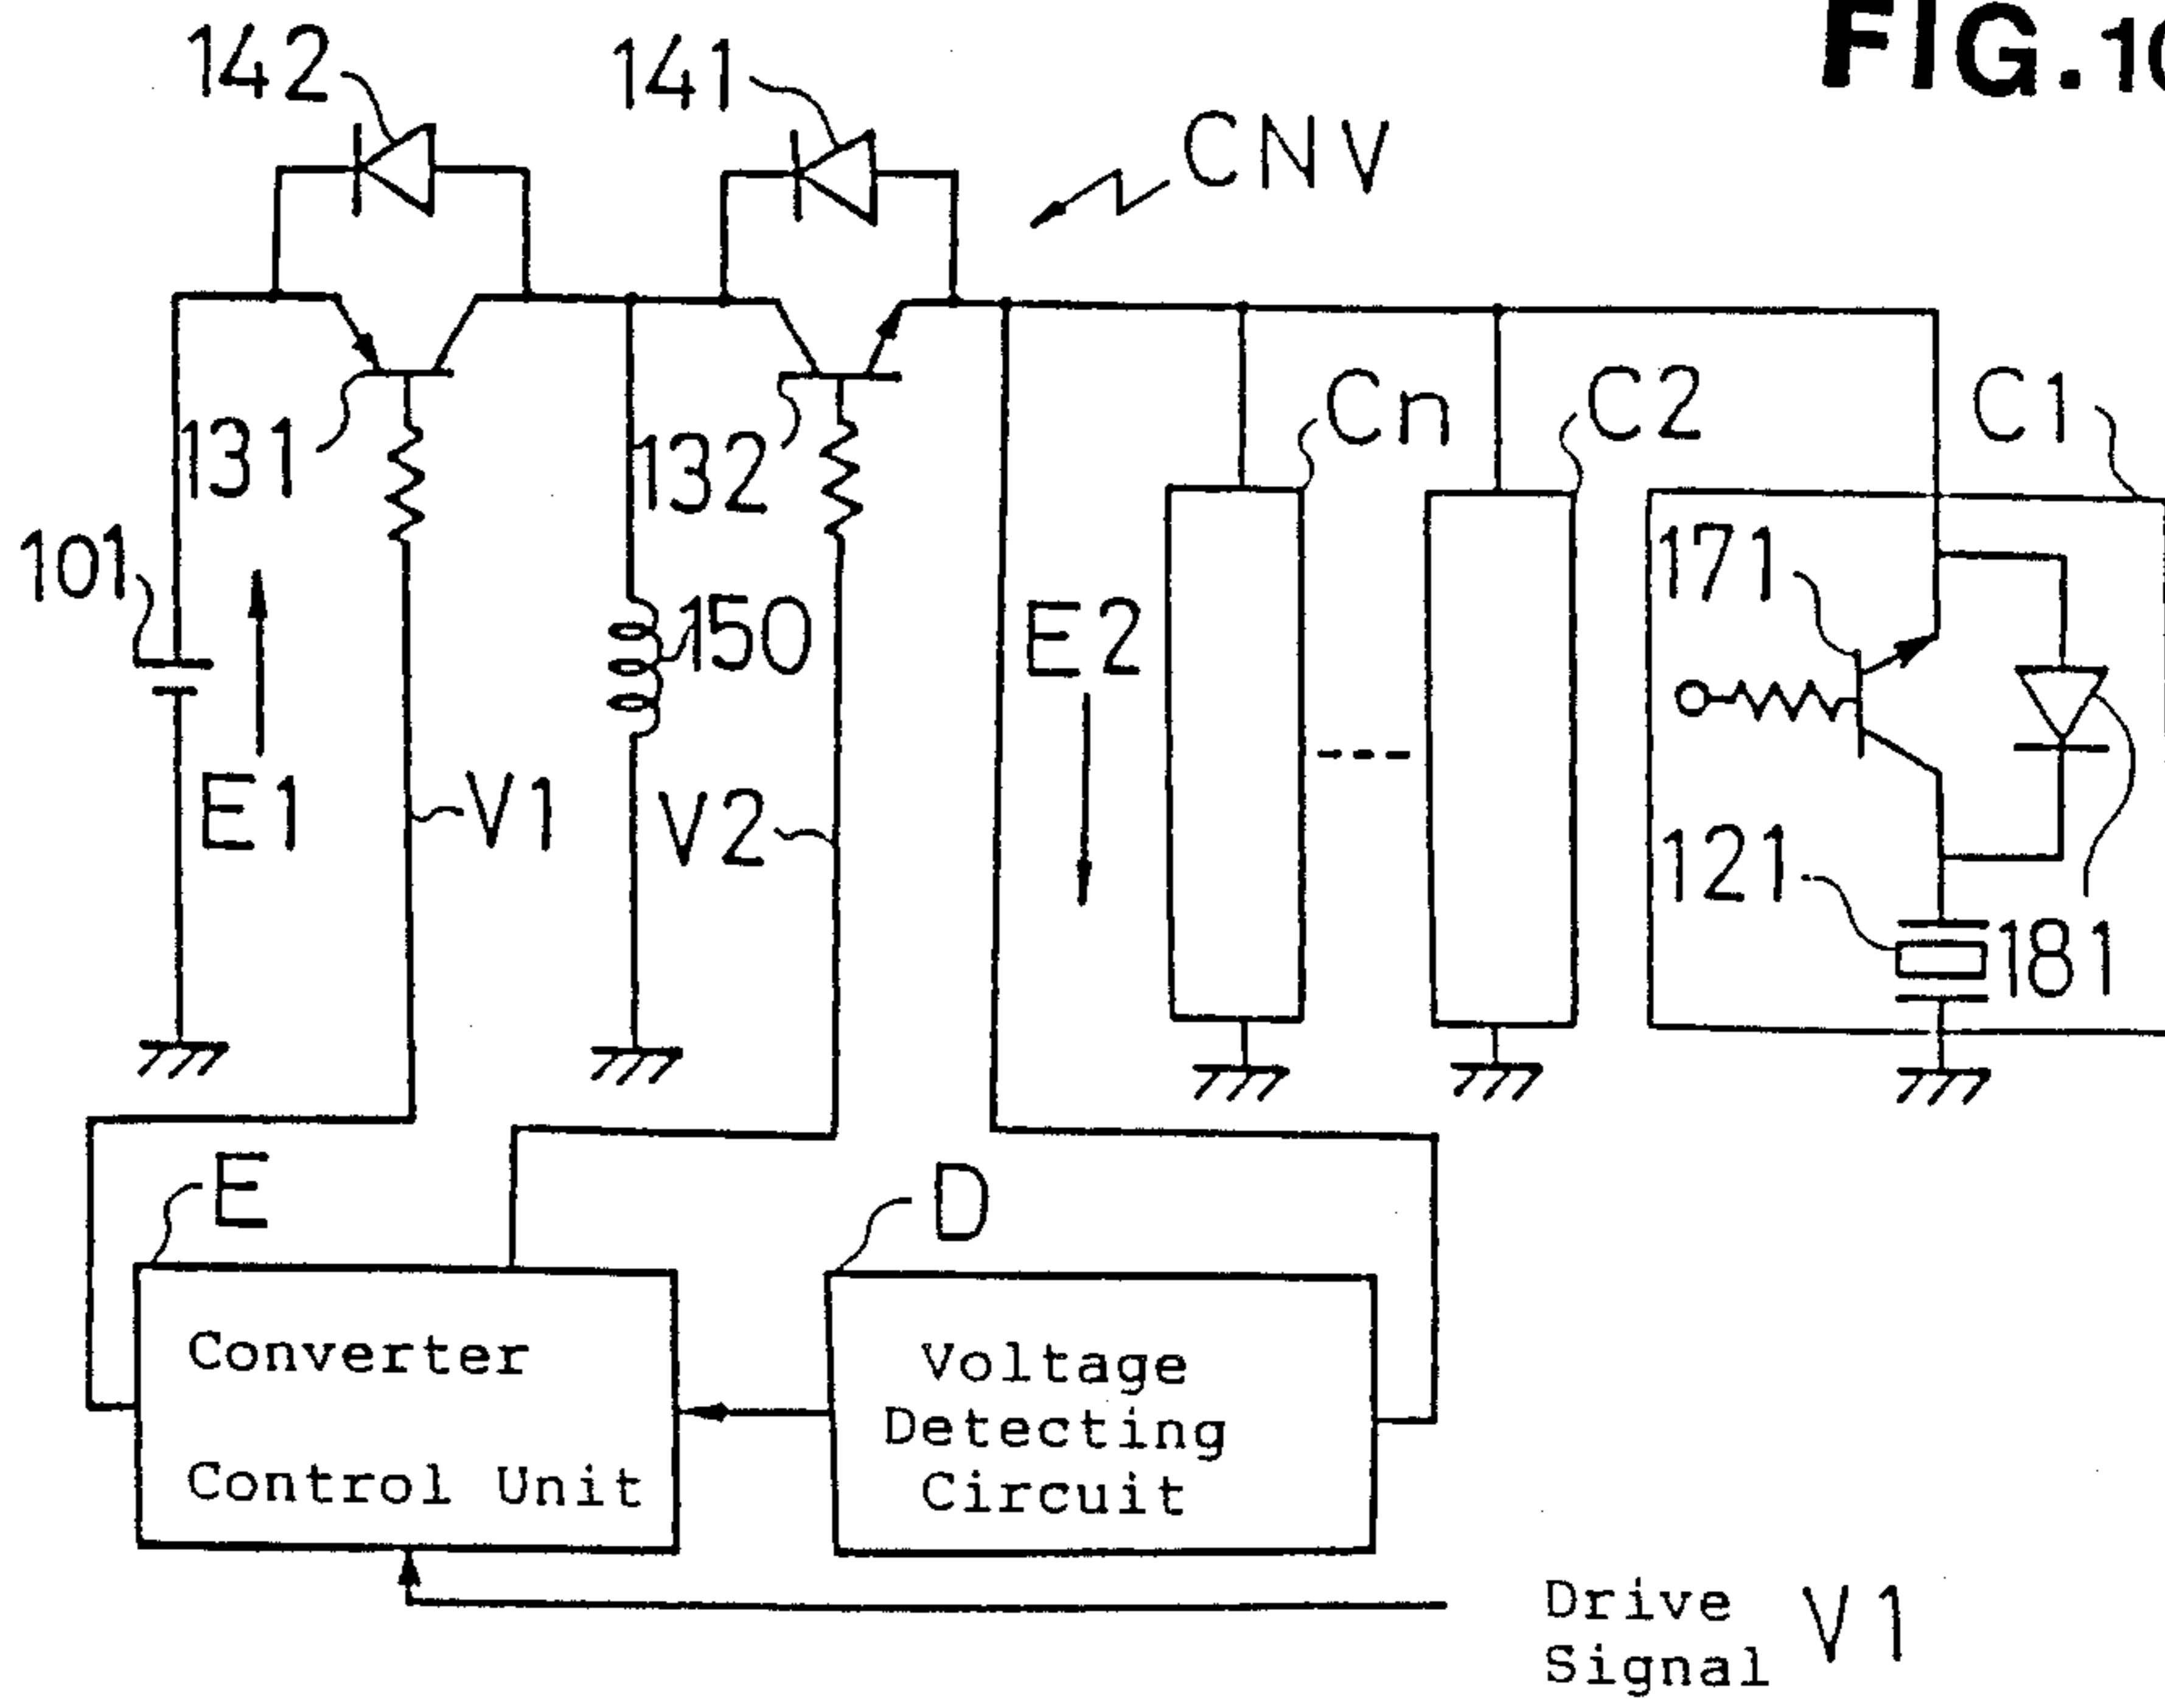 FIG.10
142
141
CNV
131
132
Cn
C2
C1
101
150
E2
171
E1
V1
V2
121
181
E
D
Converter
Control Unit
Voltage
Detecting
Circuit
Drive
Signal
V1